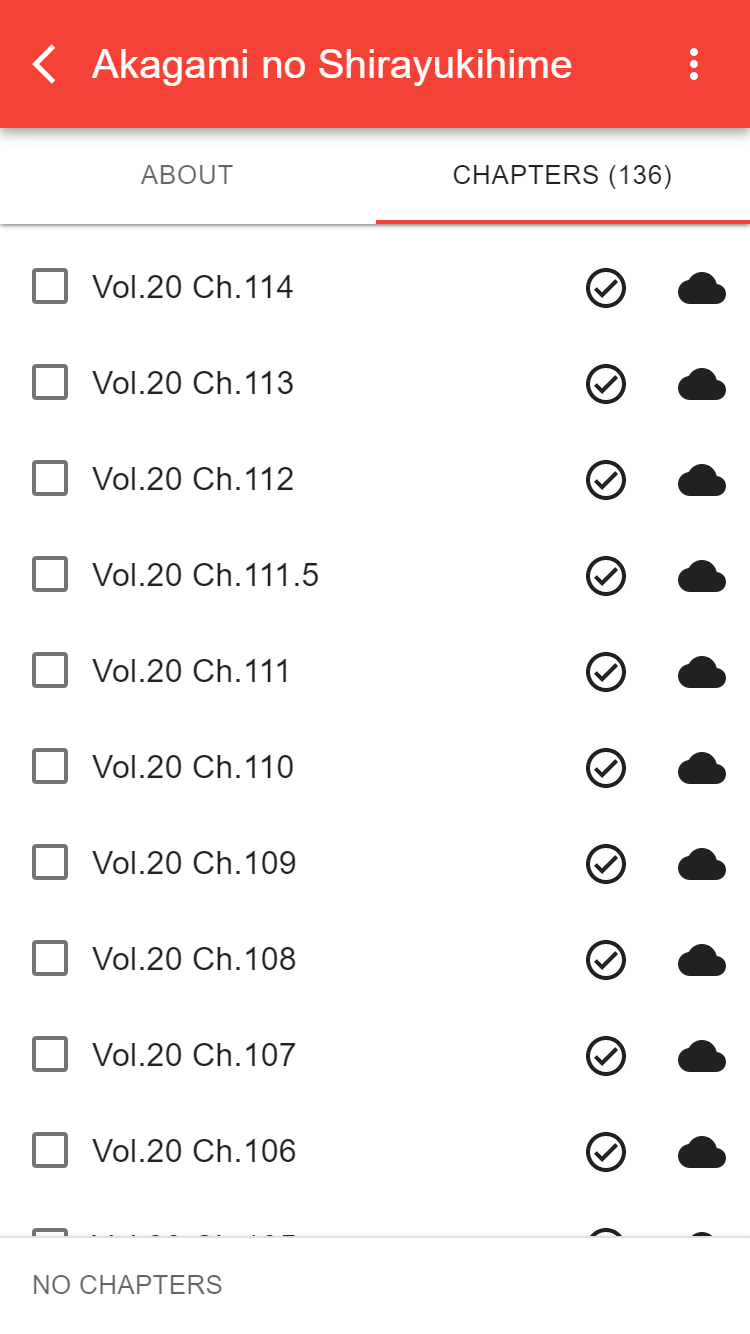 Akagami no Shirayukihime
ABOUT
CHAPTERS (136)
Vol.20 Ch.114
Vol.20 Ch.113
Vol.20 Ch.112
Vol.20 Ch.111.5
Vol.20 Ch.111
Vol.20 Ch.110
Vol.20 Ch.109
Vol.20 Ch.108
Vol.20 Ch.107
Vol.20 Ch.106
NO CHAPTERS